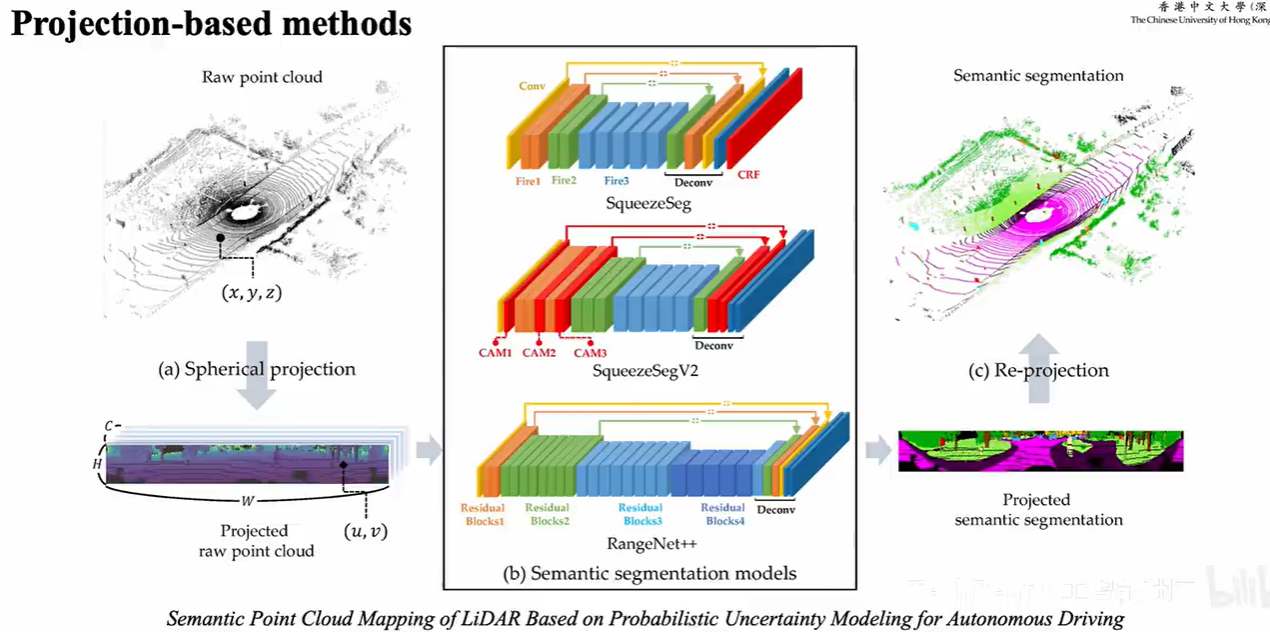 Projection-based methods
香港中文大學(深
The Chinese University of Hong Kong
Raw point cloud
(x, y, z)
(a) Spherical projection
C
H
W
(u, v)
Projected
raw point cloud
Conv
Fire1
Fire2
Fire3
Deconv
CRF
SqueezeSeg
CAM1
CAM2
CAM3
Deconv
SqueezeSegV2
Residual
Blocks1
Residual
Blocks2
Residual
Blocks3
Residual
Blocks4
Deconv
RangeNet++
(b) Semantic segmentation models
Semantic segmentation
(c) Re-projection
Projected
semantic segmentation
Semantic Point Cloud Mapping of LiDAR Based on Probabilistic Uncertainty Modeling for Autonomous Driving
bili